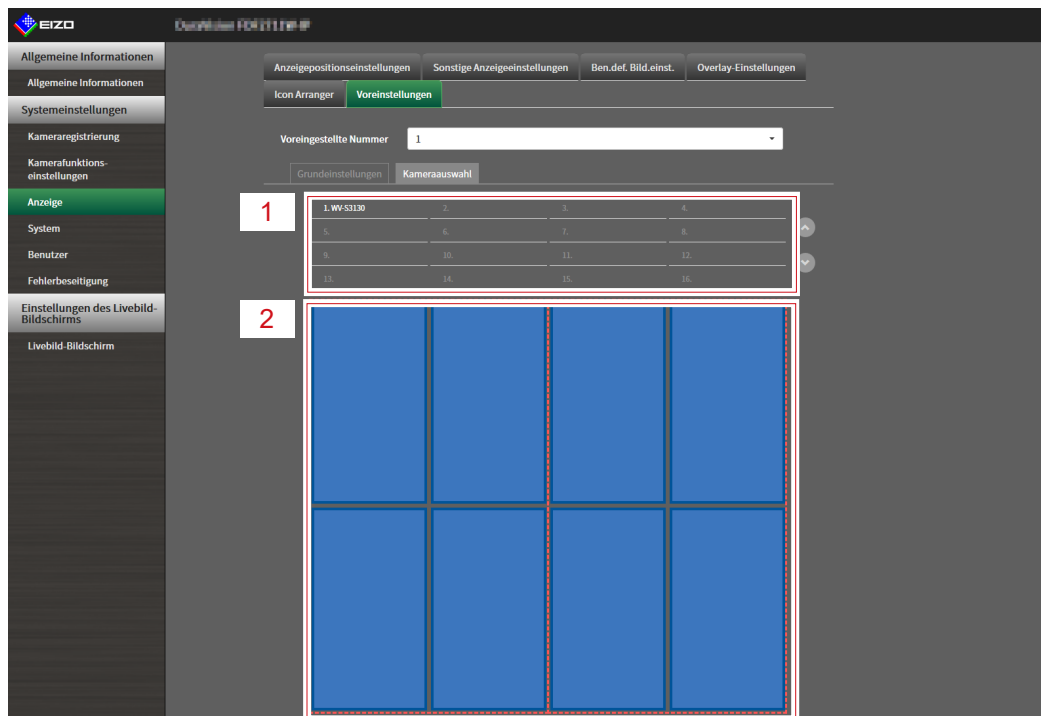 EIZO
Allgemeine Informationen
Allgemeine Informationen
Systemeinstellungen
Kameraregistrierung
Kamerafunktions-
einstellungen
Anzeige
System
Benutzer
Fehlerbeseitigung
Einstellungen des Livebild-
Bildschirms
Livebild-Bildschirm
Anzeigepositionseinstellungen Sonstige Anzeigeeinstellungen Ben.def. Bild.einst. Overlay-Einstellungen
Icon Arranger Voreinstellungen
Voreingestellte Nummer 1
Grundeinstellungen Kameraauswahl
1
1. WV-S3130 2. 3. 4.
5. 6. 7. 8.
9. 10. 11. 12.
13. 14. 15. 16.
2